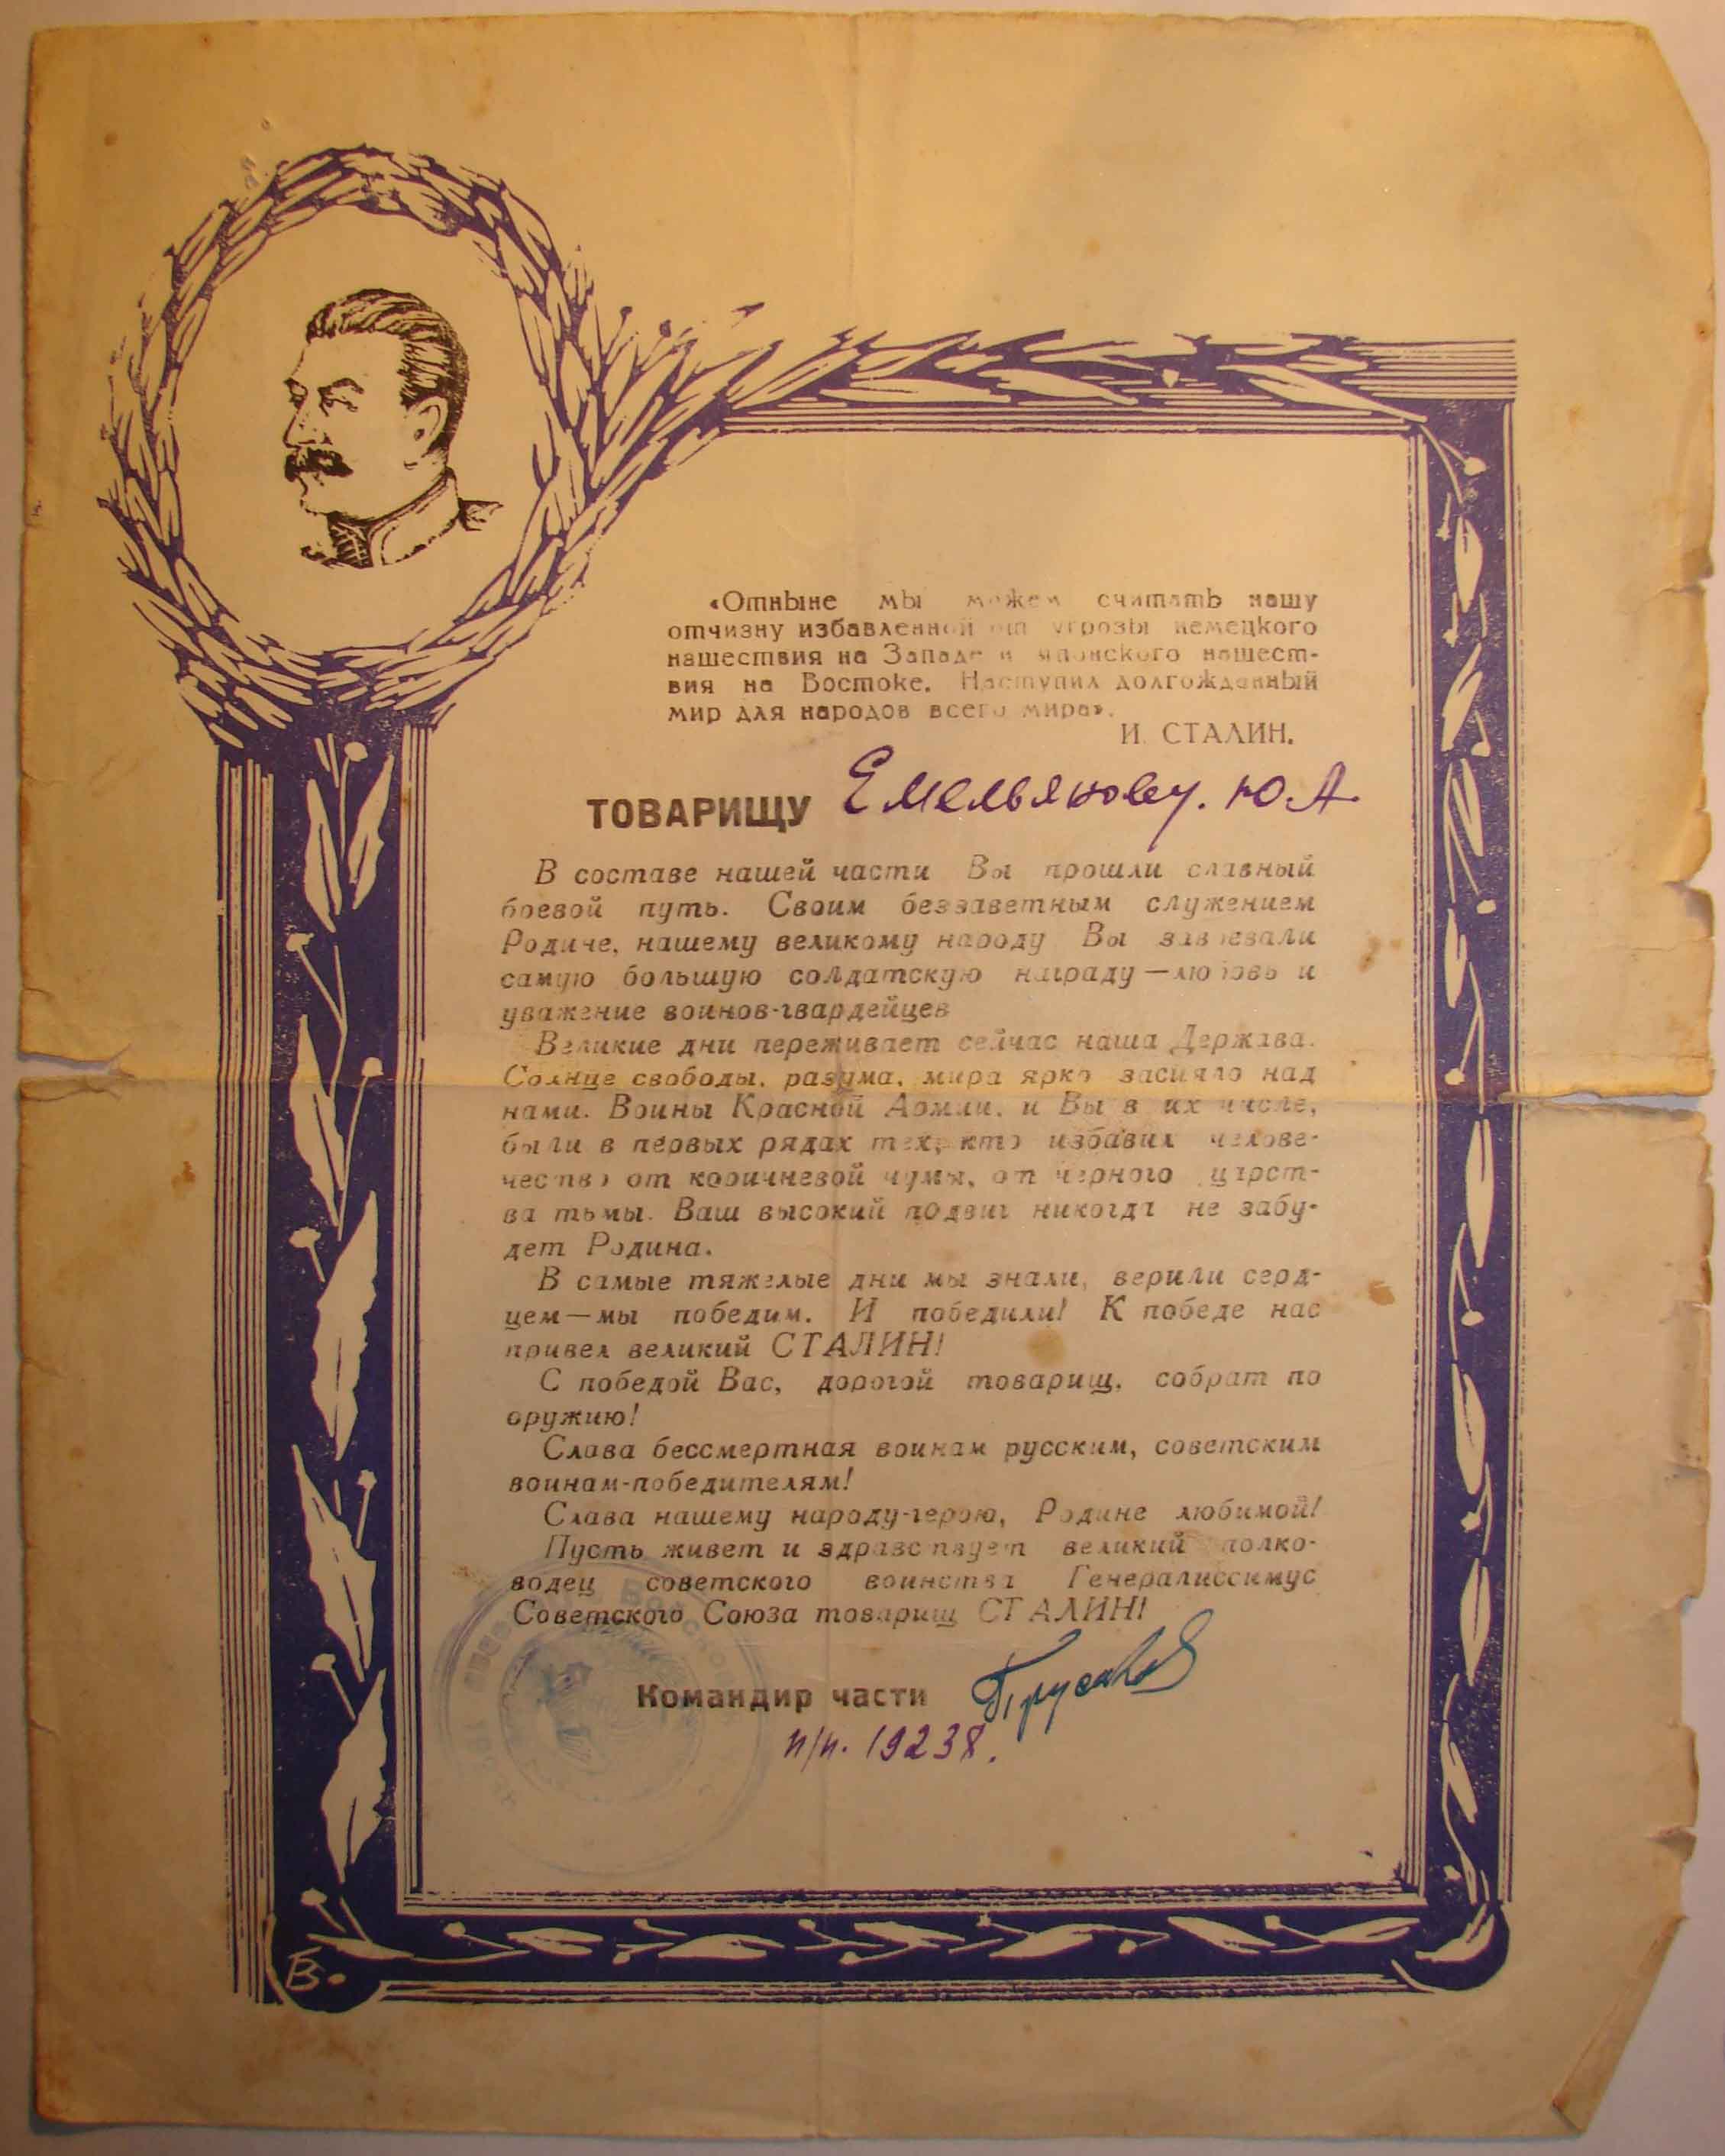 «Отныне мы можем считать нашу
отчизну избавленной от угрозы немецкого
нашествия на Западе и японского нашест-
вия на Востоке. Наступил долгожданный
мир для народов всего мира».
И. СТАЛИН.
ТОВАРИЩУ Емельянову. Ю А
В составе нашей части Вы прошли славный
боевой путь. Своим беззаветным служением
Родине, нашему великому народу Вы завоевали
самую большую солдатскую награду—любовь и
уважение воинов-гвардейцев
Великие дни переживает сейчас наша Держава.
Солнце свободы, разума, мира ярко засияло над
нами. Воины Красной Армии, и Вы в их числе,
были в первых рядах тех, кто избавил челове-
чество от коричневой чумы, от черного царст-
ва тьмы. Ваш высокий подвиг никогда не забу-
дет Родина.
В самые тяжелые дни мы знали, верили серд-
цем—мы победим. И победили! К победе нас
привел великий СТАЛИН!
С победой Вас, дорогой товарищ, собрат по
оружию!
Слава бессмертная воинам русским, советским
воинам-победителям!
Слава нашему народу-герою, Родине любимой!
Пусть живет и здравствует великий полко-
водец советского воинства Генералиссимус
Советского Союза товарищ СТАЛИН!
Командир части
п/п. 19238.
В.